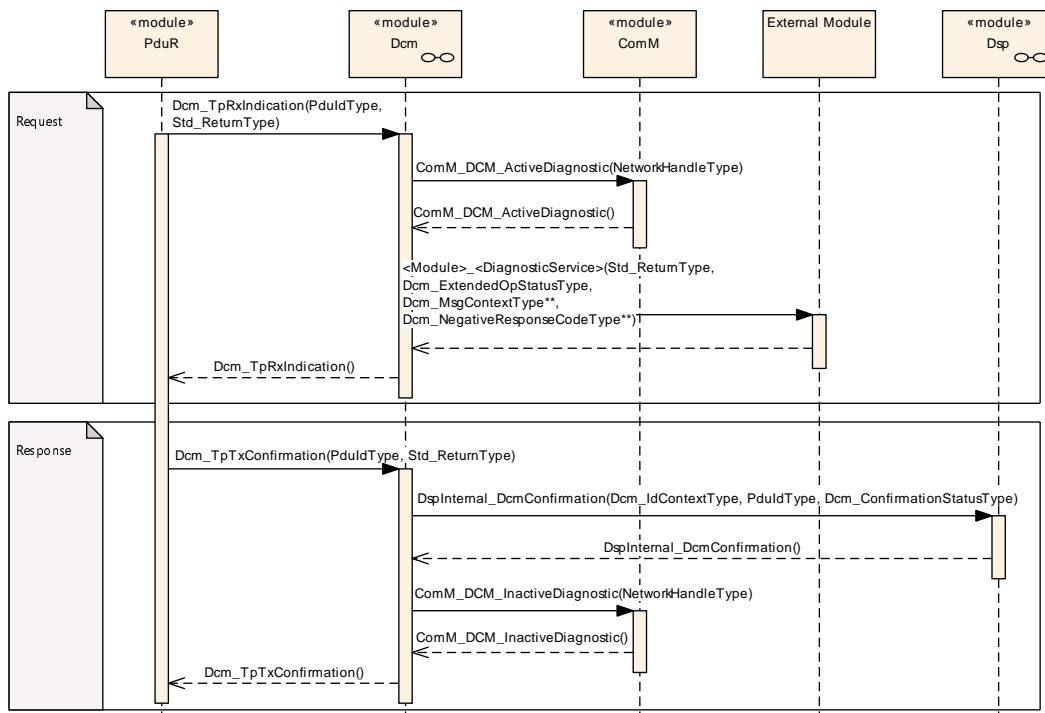 «module»
PduR
«module»
Dcm
«module»
ComM
External Module
«module»
Dsp
Request
Dcm_TpRxIndication(PduIdType,
Std_ReturnType)
ComM_DCM_ActiveDiagnostic(NetworkHandleType)
ComM_DCM_ActiveDiagnostic()
<Module>_<DiagnosticService>(Std_ReturnType,
Dcm_ExtendedOpStatusType,
Dcm_MsgContextType**,
Dcm_NegativeResponseCodeType**)
Dcm_TpRxIndication()
Response
Dcm_TpTxConfirmation(PduIdType, Std_ReturnType)
DspInternal_DcmConfirmation(Dcm_IdContextType, PduIdType, Dcm_ConfirmationStatusType)
DspInternal_DcmConfirmation()
ComM_DCM_InactiveDiagnostic(NetworkHandleType)
ComM_DCM_InactiveDiagnostic()
Dcm_TpTxConfirmation()